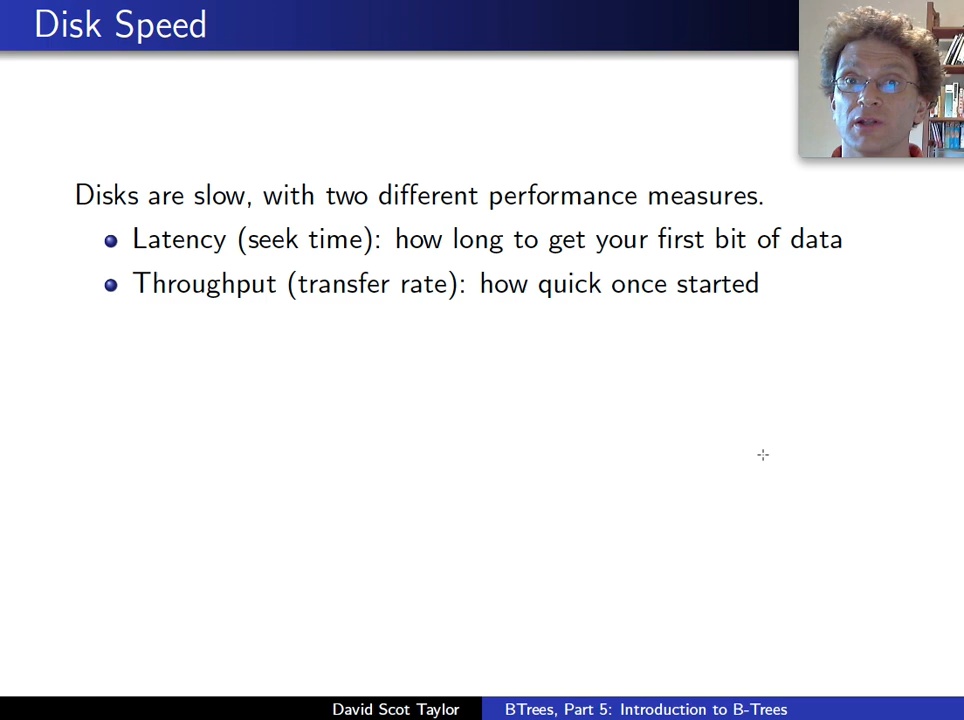 Disk Speed
Disks are slow, with two different performance measures.
Latency (seek time): how long to get your first bit of data
Throughput (transfer rate): how quick once started
David Scot Taylor
BTrees, Part 5: Introduction to B-Trees